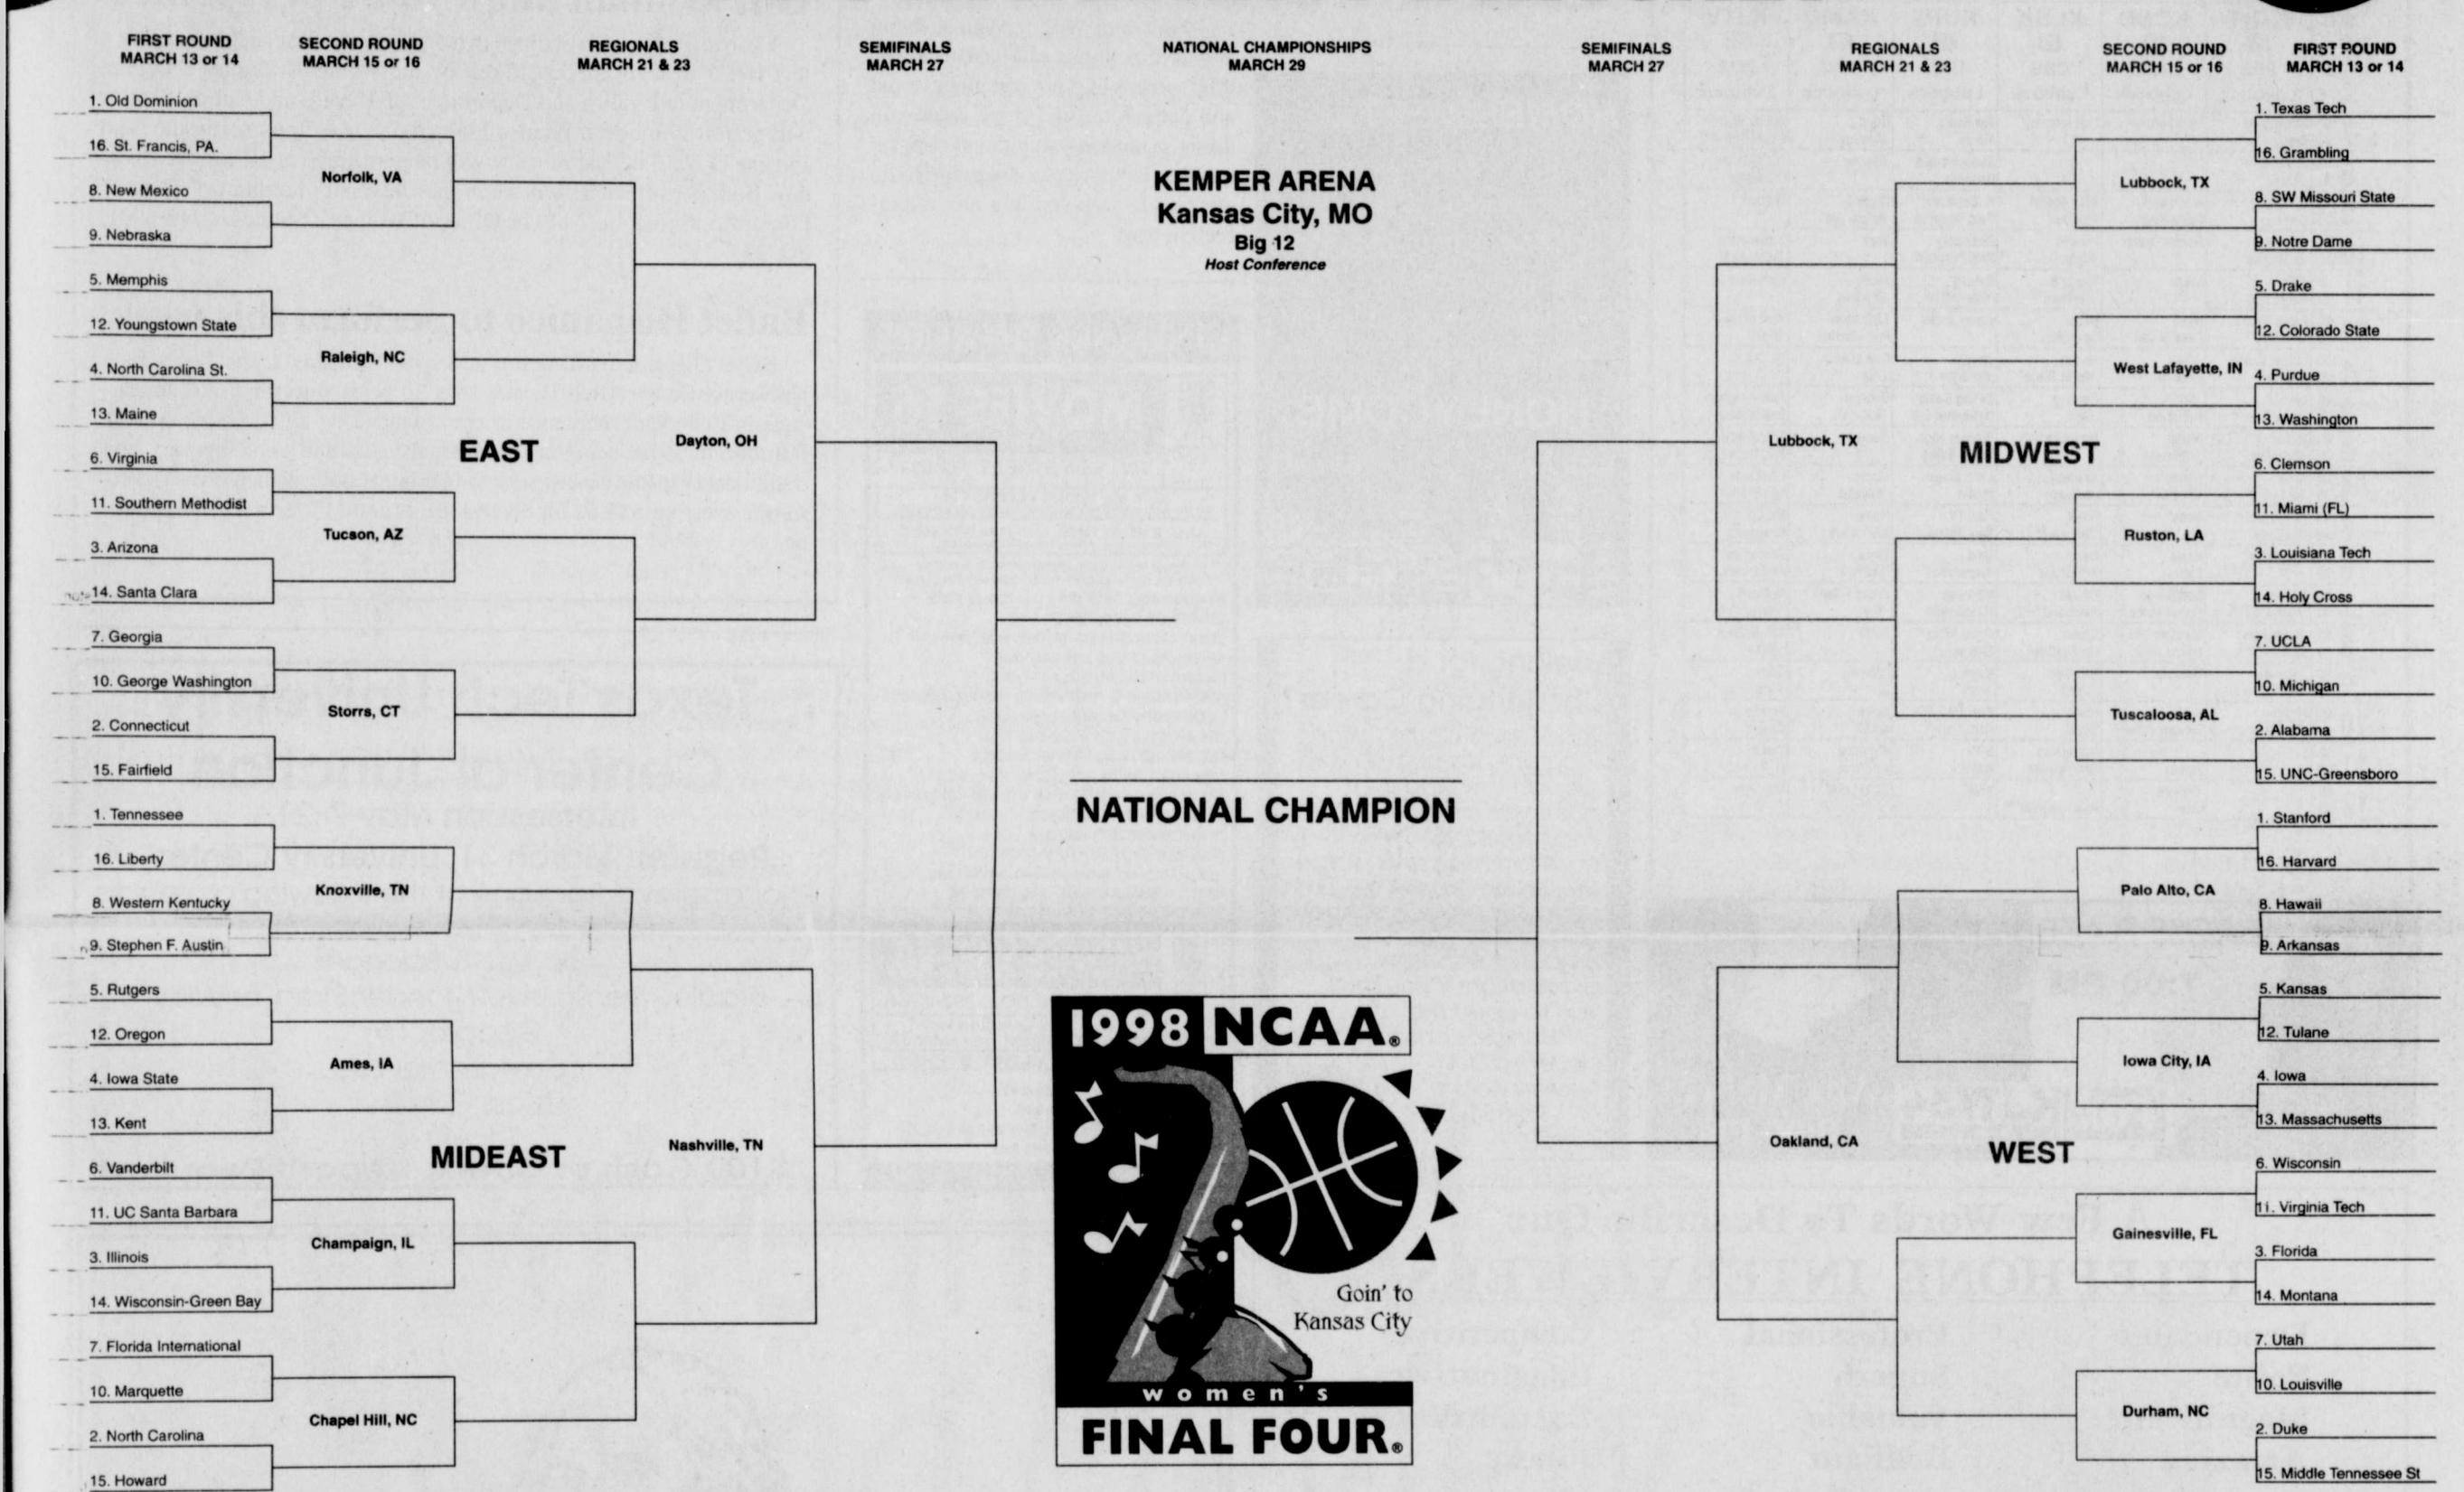 FIRST ROUND
MARCH 13 or 14
SECOND ROUND
MARCH 15 or 16
REGIONALS
MARCH 21 & 23
SEMIFINALS
MARCH 27
NATIONAL CHAMPIONSHIPS
MARCH 29
SEMIFINALS
MARCH 27
REGIONALS
MARCH 21 & 23
SECOND ROUND
MARCH 15 or 16
FIRST ROUND
MARCH 13 or 14
1. Old Dominion
16. St. Francis, PA.
Norfolk, VA
8. New Mexico
9. Nebraska
5. Memphis
12. Youngstown State
Raleigh, NC
4. North Carolina St.
13. Maine
EAST
Dayton, OH
6. Virginia
11. Southern Methodist
Tucson, AZ
3. Arizona
14. Santa Clara
7. Georgia
10. George Washington
Storrs, CT
2. Connecticut
15. Fairfield
1. Tennessee
16. Liberty
Knoxville, TN
8. Western Kentucky
9. Stephen F. Austin
5. Rutgers
12. Oregon
Ames, IA
4. Iowa State
13. Kent
MIDEAST
Nashville, TN
6. Vanderbilt
11. UC Santa Barbara
Champaign, IL
3. Illinois
14. Wisconsin-Green Bay
7. Florida International
10. Marquette
Chapel Hill, NC
2. North Carolina
15. Howard
KEMPER ARENA
Kansas City, MO
Big 12
Host Conference
NATIONAL CHAMPION
1998 NCAA®
Goin' to
Kansas City
women's
FINAL FOUR®
1. Texas Tech
16. Grambling
Lubbock, TX
8. SW Missouri State
9. Notre Dame
5. Drake
12. Colorado State
West Lafayette, IN
4. Purdue
13. Washington
Lubbock, TX
MIDWEST
6. Clemson
11. Miami (FL)
Ruston, LA
3. Louisiana Tech
14. Holy Cross
7. UCLA
10. Michigan
Tuscaloosa, AL
2. Alabama
15. UNC-Greensboro
1. Stanford
16. Harvard
Palo Alto, CA
8. Hawaii
9. Arkansas
5. Kansas
12. Tulane
Iowa City, IA
4. Iowa
13. Massachusetts
Oakland, CA
WEST
6. Wisconsin
11. Virginia Tech
Gainesville, FL
3. Florida
14. Montana
7. Utah
10. Louisville
Durham, NC
2. Duke
15. Middle Tennessee St